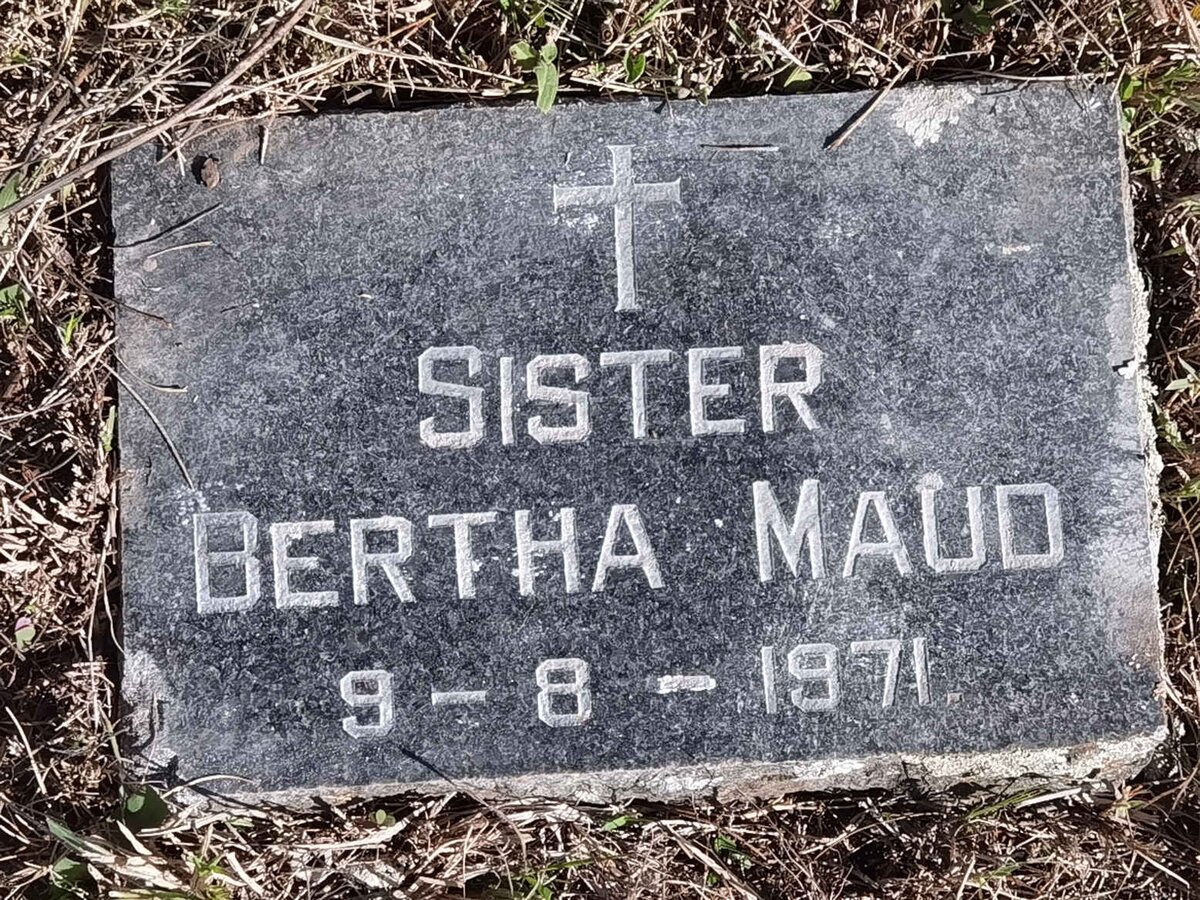 SISTER
BERTHA MAUD
9 - 8 - 1971.